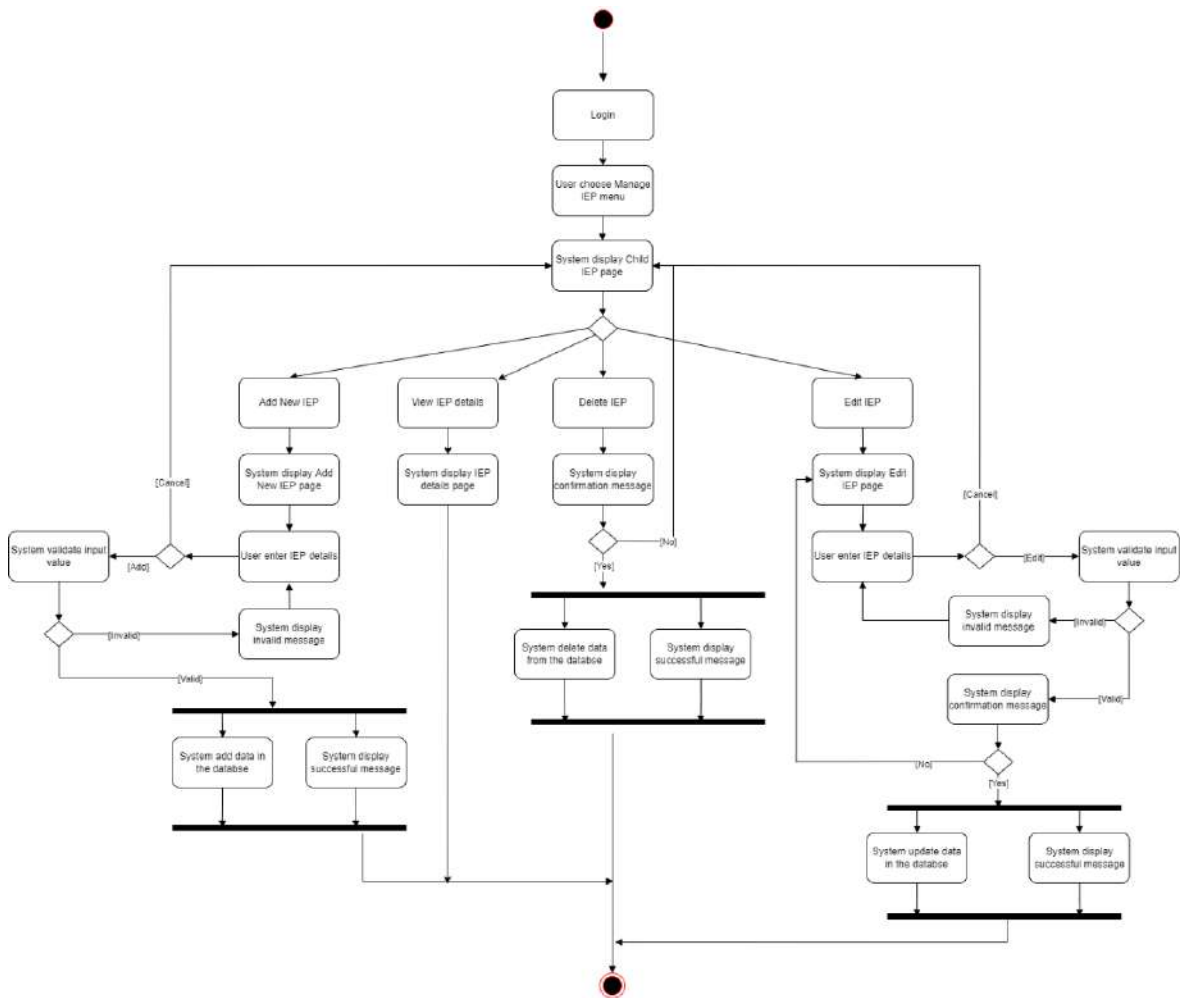 Login
User choose Manage
IEP menu
System display Child
IEP page
Add New IEP
View IEP details
Delete IEP
Edit IEP
System display Add
New IEP page
System display IEP
details page
System display
confirmation message
System display Edit
IEP page
[Cancel]
[Cancel]
System validate input
value
[Add]
User enter IEP details
[No]
[Yes]
User enter IEP details
[Edit]
System validate input
value
[Invalid]
System display
invalid message
System display
invalid message
[Invalid]
System delete data
from the databse
System display
successful message
[Valid]
System display
confirmation message
[Valid]
System add data in
the databse
System display
successful message
[No]
[Yes]
System update data
in the databse
System display
successful message